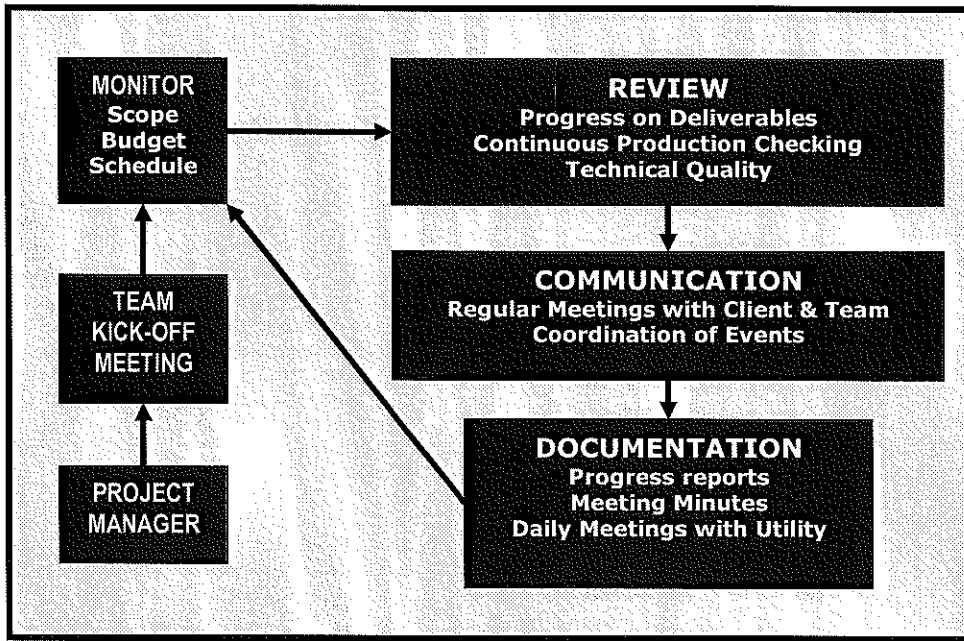 MONITOR
Scope
Budget
Schedule
TEAM
KICK-OFF
MEETING
PROJECT
MANAGER
REVIEW
Progress on Deliverables
Continuous Production Checking
Technical Quality
COMMUNICATION
Regular Meetings with Client & Team
Coordination of Events
DOCUMENTATION
Progress reports
Meeting Minutes
Daily Meetings with Utility